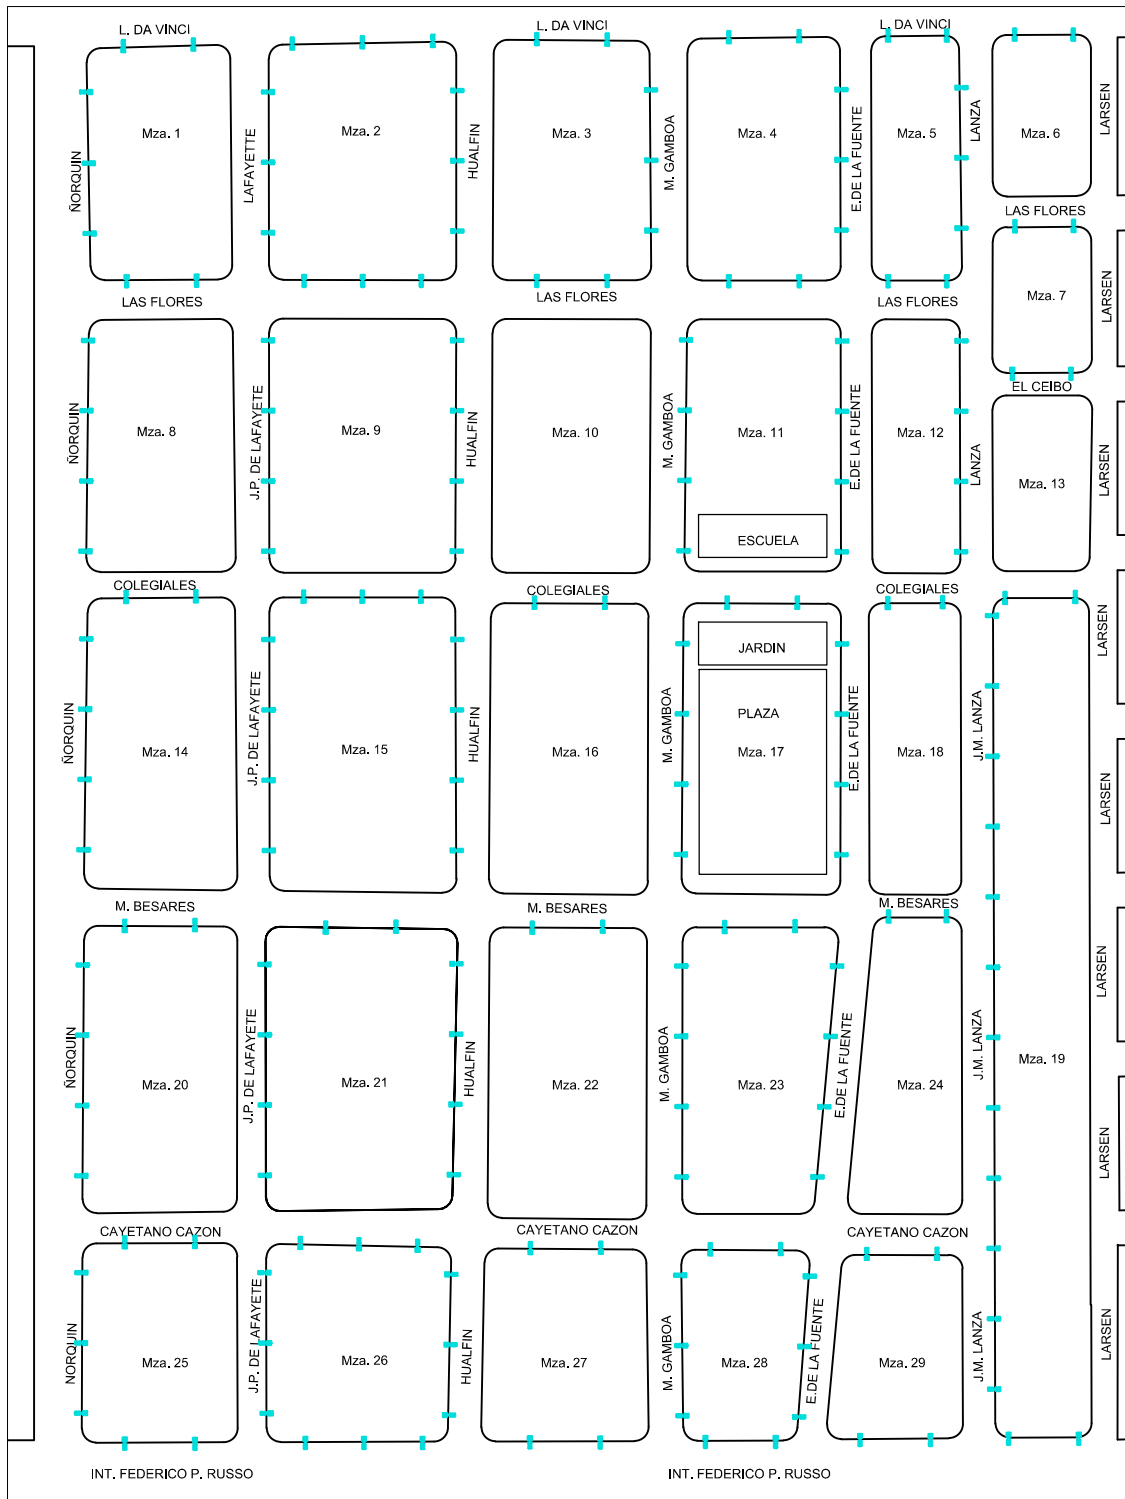 L. DA VINCI
L. DA VINCI
L. DA VINCI
Mza. 1
Mza. 2
Mza. 3
Mza. 4
Mza. 5
Mza. 6
ÑORQUIN
LAFAYETTE
HUALFIN
M. GAMBOA
E.DE LA FUENTE
LANZA
LARSEN
LAS FLORES
LAS FLORES
LAS FLORES
LAS FLORES
Mza. 7
LARSEN
EL CEIBO
Mza. 8
Mza. 9
Mza. 10
Mza. 11
Mza. 12
Mza. 13
ÑORQUIN
J.P. DE LAFAYETE
HUALFIN
M. GAMBOA
E.DE LA FUENTE
LANZA
LARSEN
ESCUELA
COLEGIALES
COLEGIALES
COLEGIALES
LARSEN
JARDIN
PLAZA
Mza. 14
Mza. 15
Mza. 16
Mza. 17
Mza. 18
ÑORQUIN
J.P. DE LAFAYETE
HUALFIN
M. GAMBOA
E.DE LA FUENTE
J.M. LANZA
LARSEN
M. BESARES
M. BESARES
M. BESARES
LARSEN
Mza. 20
Mza. 21
Mza. 22
Mza. 23
Mza. 24
Mza. 19
ÑORQUIN
J.P. DE LAFAYETE
HUALFIN
M. GAMBOA
E.DE LA FUENTE
J.M. LANZA
LARSEN
CAYETANO CAZON
CAYETANO CAZON
CAYETANO CAZON
Mza. 25
Mza. 26
Mza. 27
Mza. 28
Mza. 29
ÑORQUIN
J.P. DE LAFAYETE
HUALFIN
M. GAMBOA
E.DE LA FUENTE
J.M. LANZA
LARSEN
INT. FEDERICO P. RUSSO
INT. FEDERICO P. RUSSO